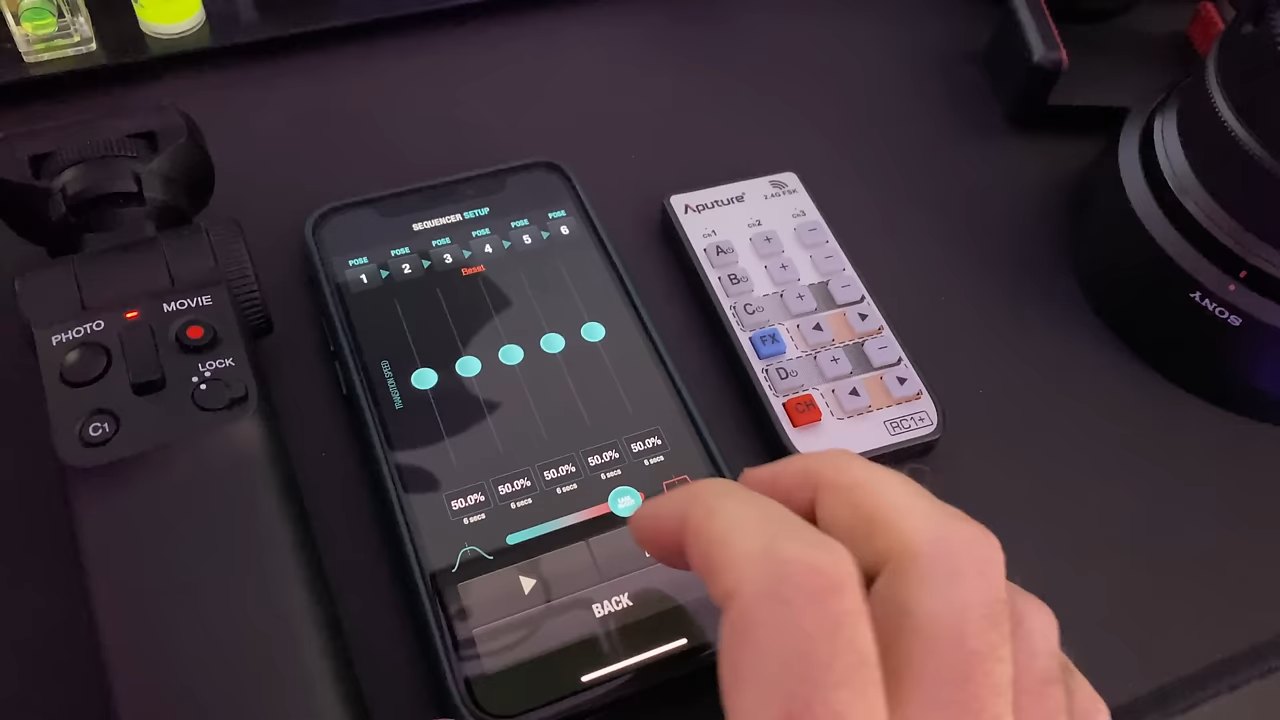 PHOTO
MOVIE
LOCK
C1
SEQUENCER SETUP
POSE POSE POSE POSE POSE POSE
1 2 3 4 5 6
Reset
TRANSITION SPEED
50.0% 50.0% 50.0% 50.0% 50.0%
6 secs 6 secs 6 secs 6 secs 6 secs
BACK
Aputure®
2.4G FSK
ch1 ch2 ch3
A + −
B + −
C + −
FX
D + −
CH
RC1+
SONY